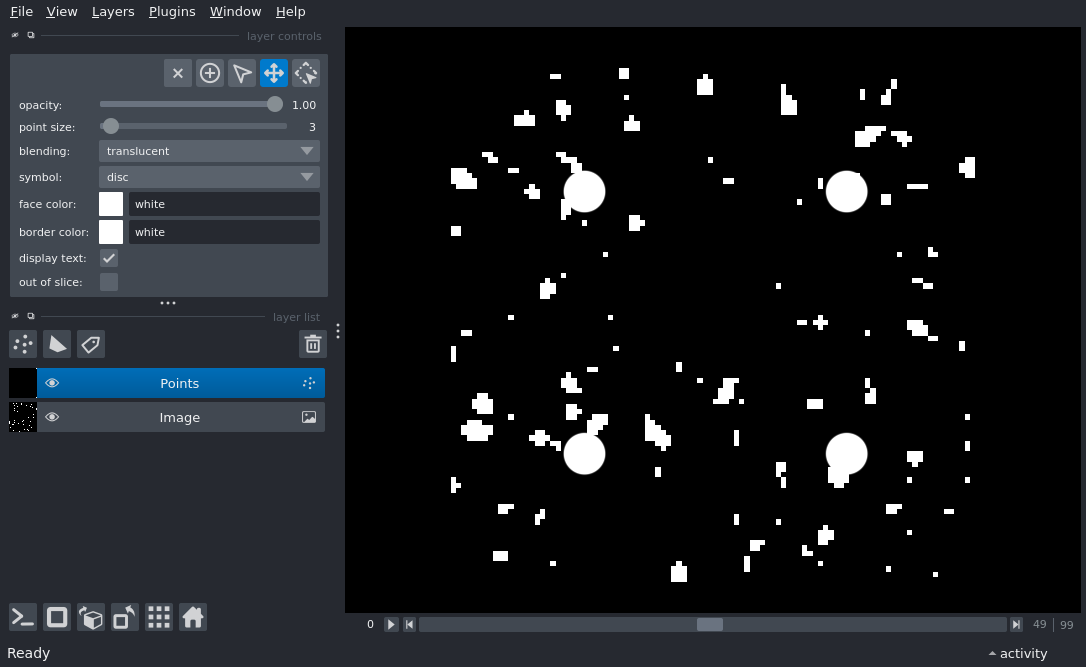 File View Layers Plugins Window Help
layer controls
opacity: 1.00
point size: 3
blending: translucent
symbol: disc
face color: white
border color: white
display text:
out of slice:
layer list
Points
Image
0 49 | 99
Ready activity